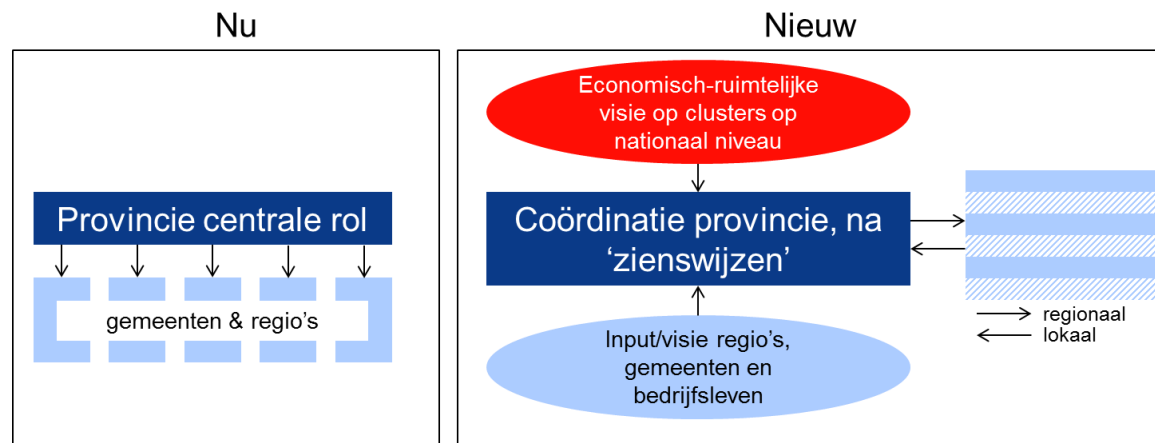 Nu
Nieuw
Provincie centrale rol
gemeenten & regio's
Economisch-ruimtelijke
visie op clusters op
nationaal niveau
Coördinatie provincie, na
‘zienswijzen’
Input/visie regio’s,
gemeenten en
bedrijfsleven
regionaal
lokaal